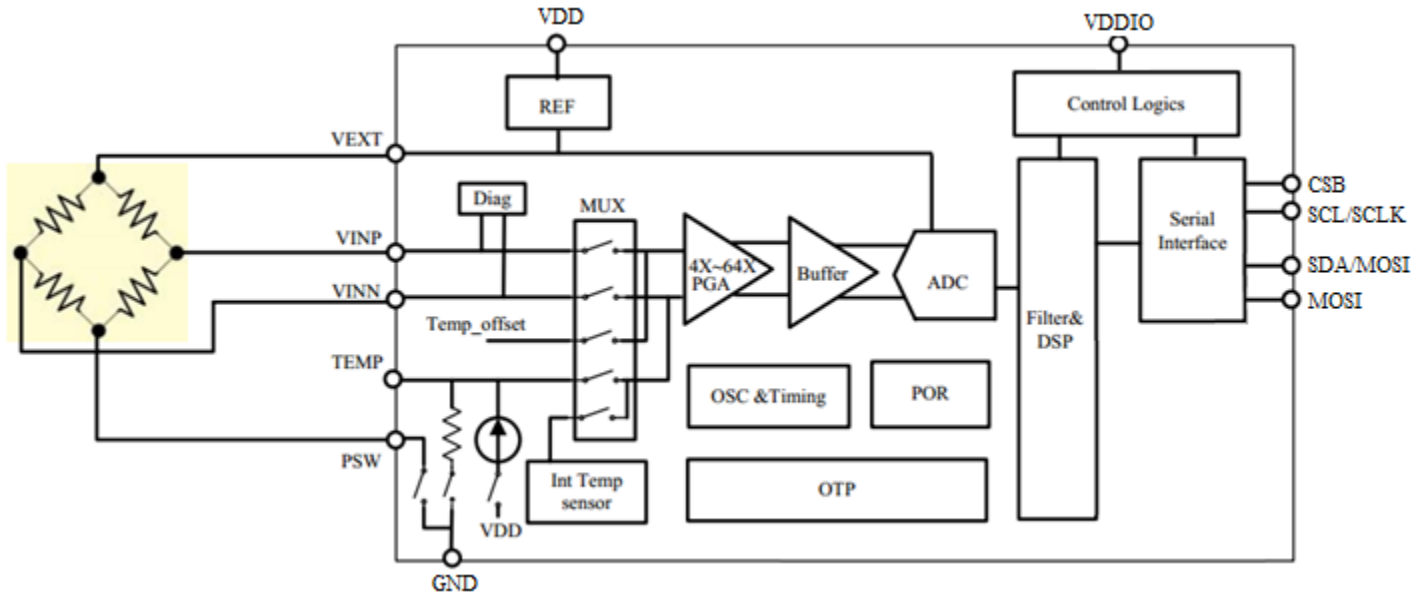 VDD
VDDIO
REF
Control Logics
VEXT
Diag
MUX
CSB
SCL/SCLK
VINP
4X~64X
PGA
Buffer
ADC
Serial
Interface
VINN
SDA/MOSI
MOSI
Temp_offset
Filter&
DSP
TEMP
OSC &Timing
POR
PSW
Int Temp
sensor
OTP
VDD
GND